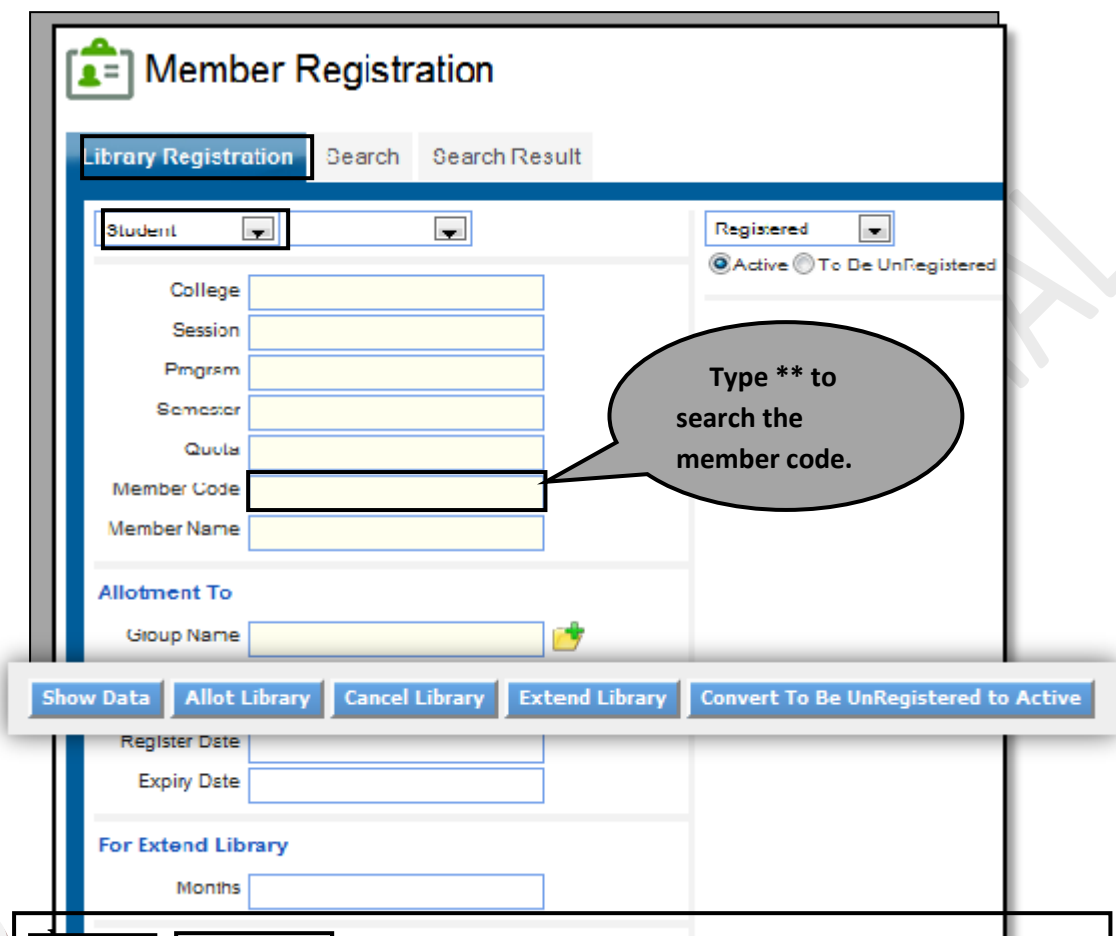 Member Registration
Library Registration Search Search Result
Student
Registered
Active To Be UnRegistered
College
Session
Program
Semester
Quota
Member Code
Member Name
Type ** to
search the
member code.
Allotment To
Group Name
Show Data Allot Library Cancel Library Extend Library Convert To Be UnRegistered to Active
Register Date
Expiry Date
For Extend Library
Months